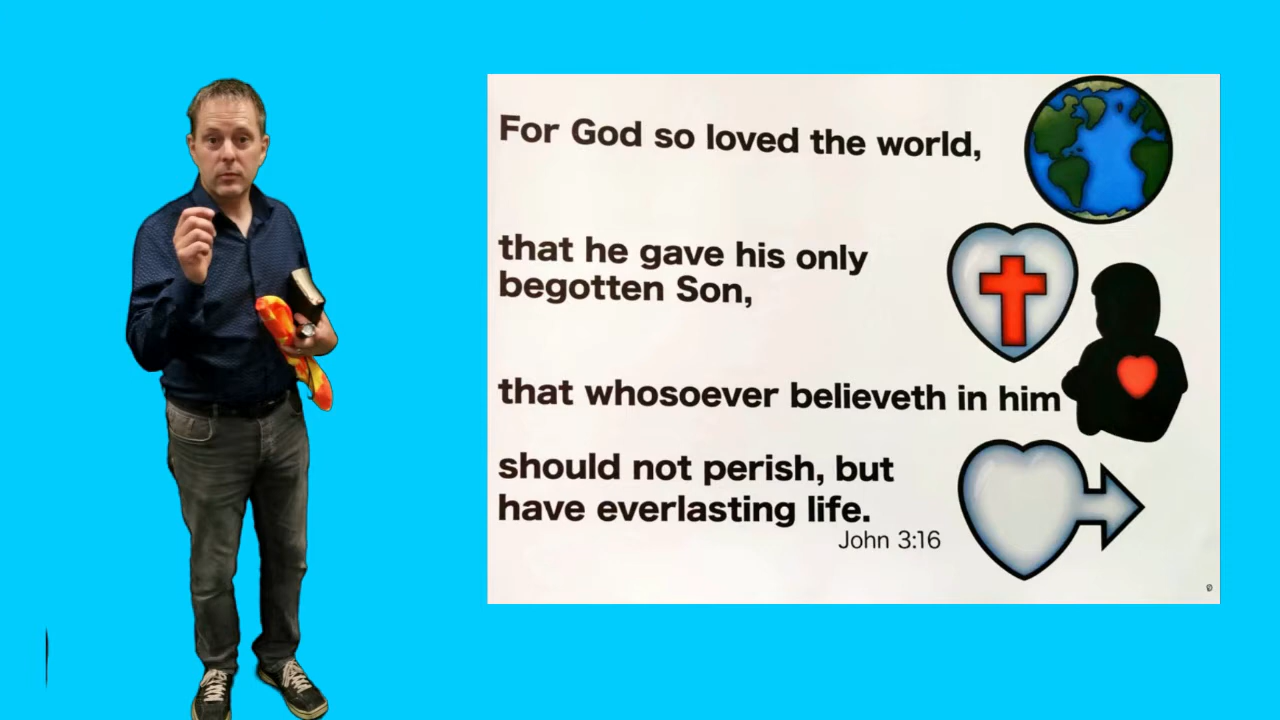 For God so loved the world,
that he gave his only
begotten Son,
that whosoever believeth in him
should not perish, but
have everlasting life.
John 3:16